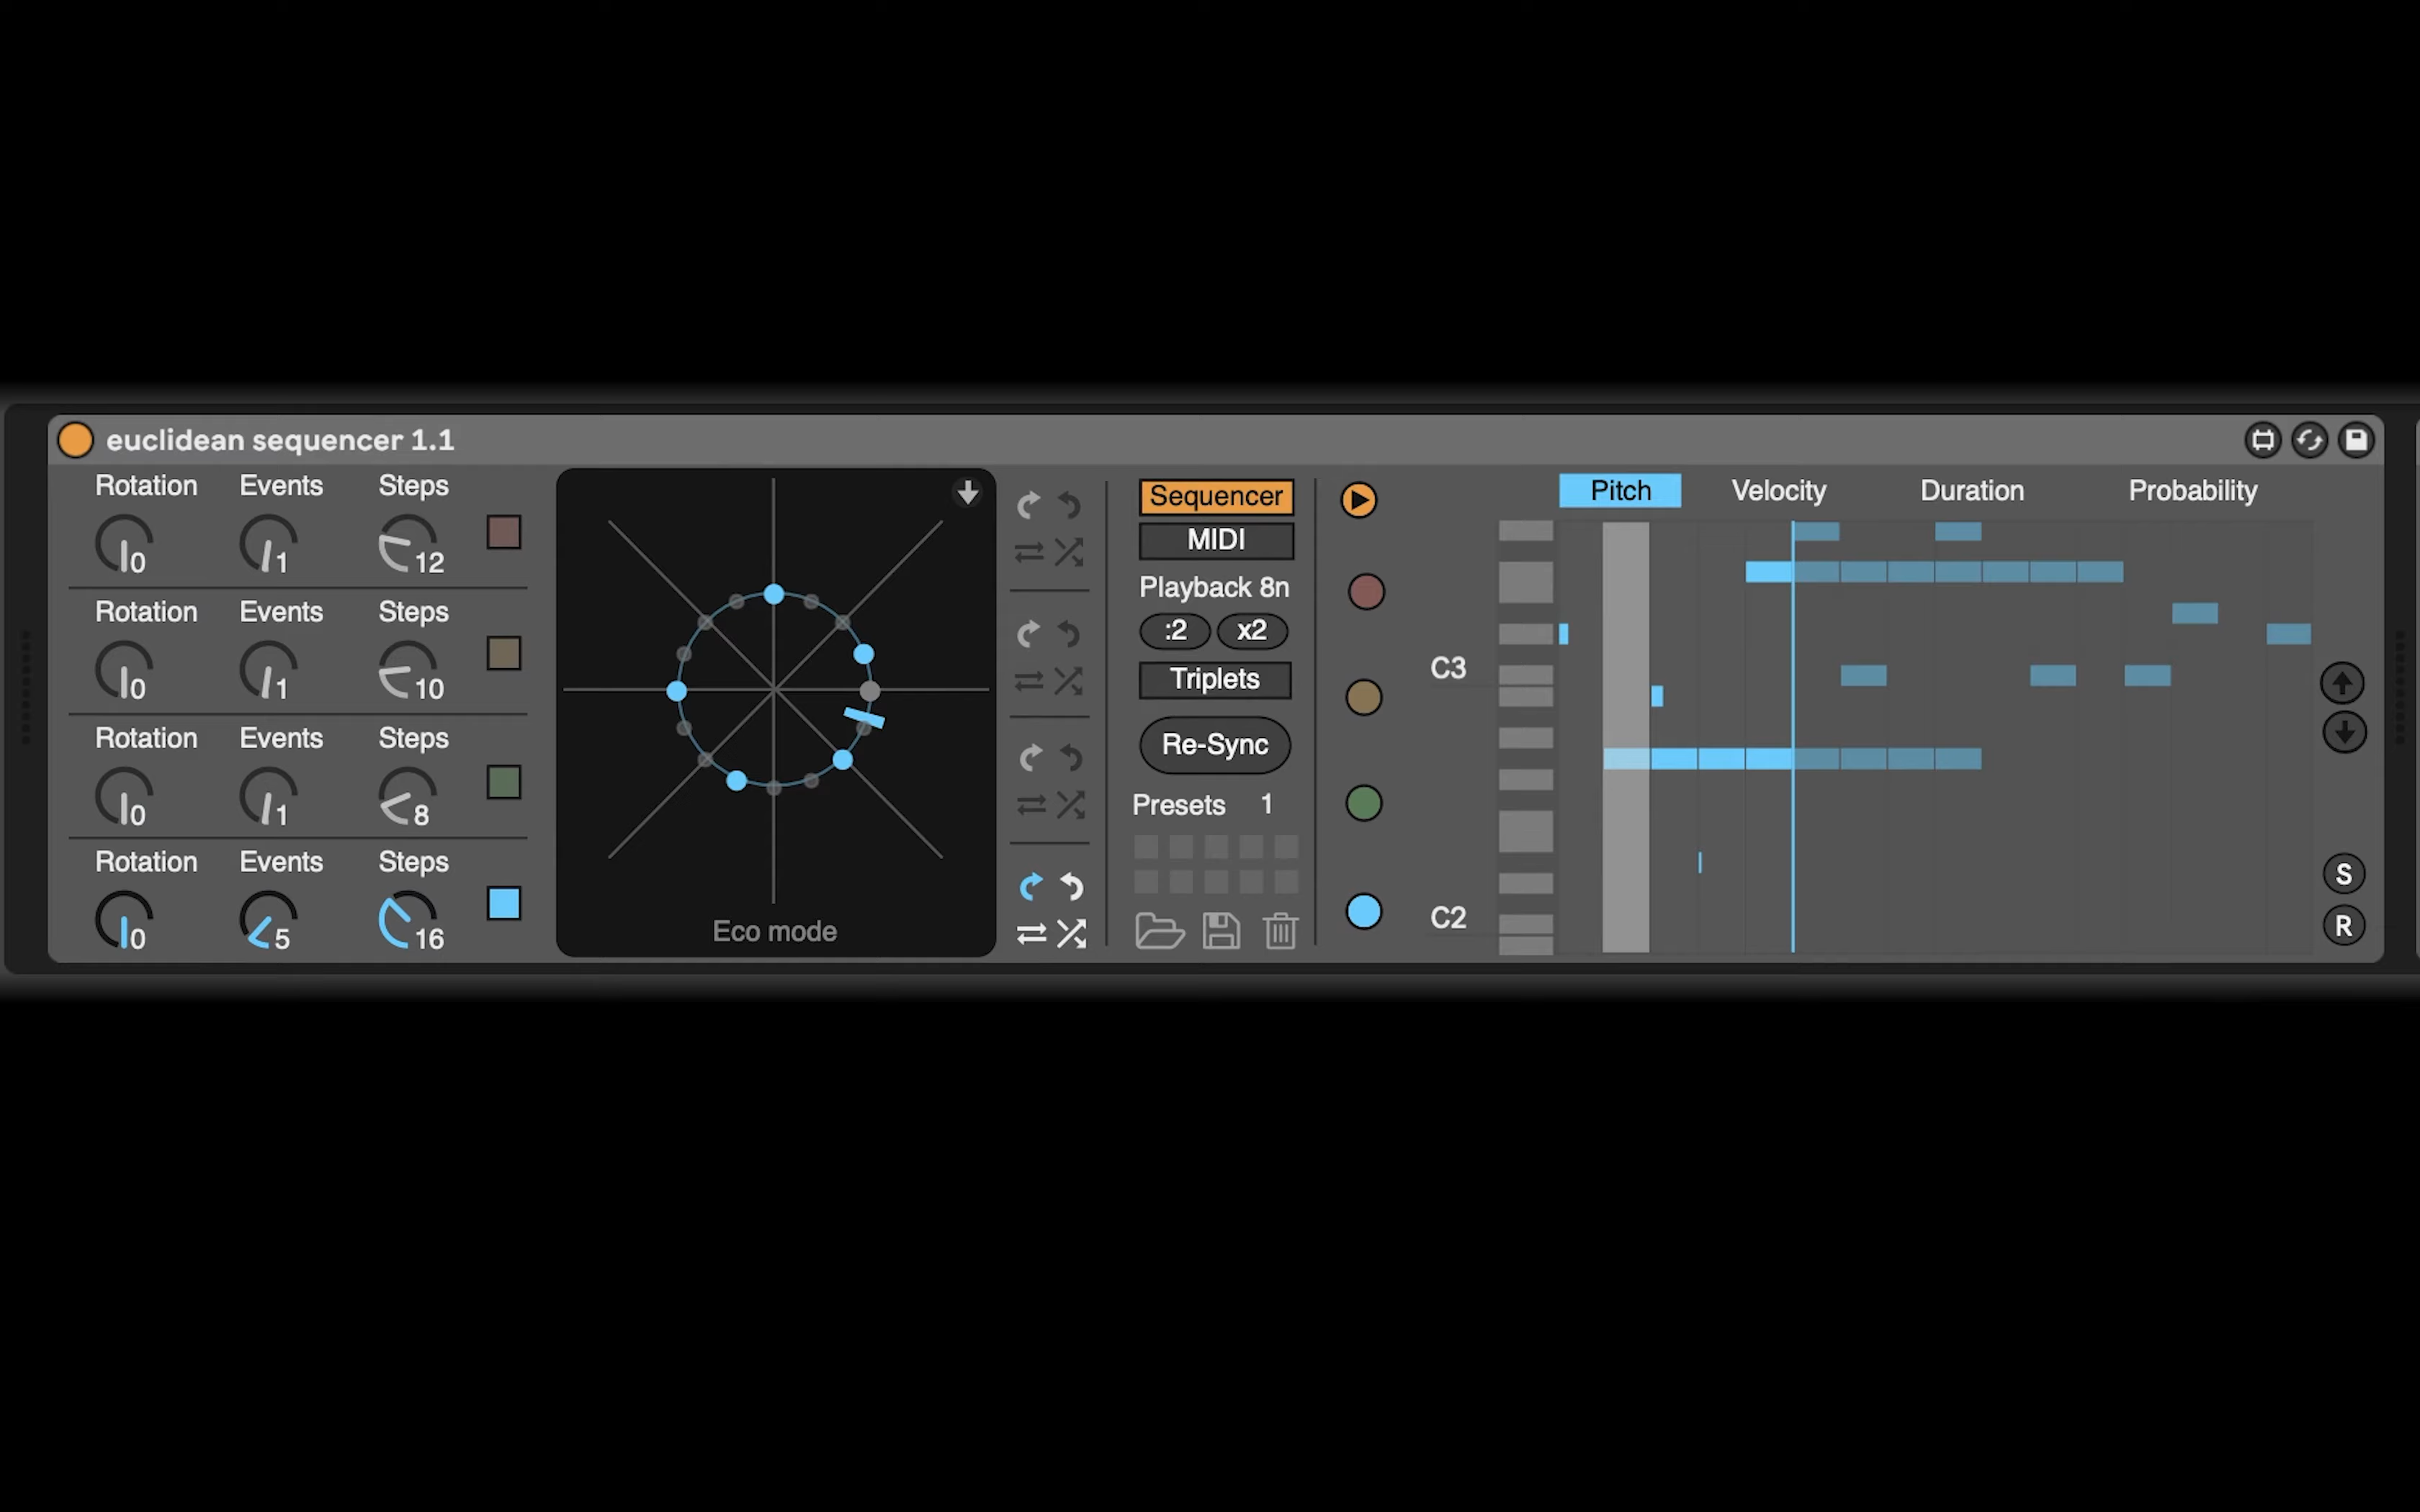 euclidean sequencer 1.1
Rotation Events Steps
0 1 12
Rotation Events Steps
0 1 10
Rotation Events Steps
0 1 8
Rotation Events Steps
0 5 16
Eco mode
Sequencer
MIDI
Playback 8n
:2 x2
Triplets
Re-Sync
Presets 1
Pitch Velocity Duration Probability
C3
C2
S
R